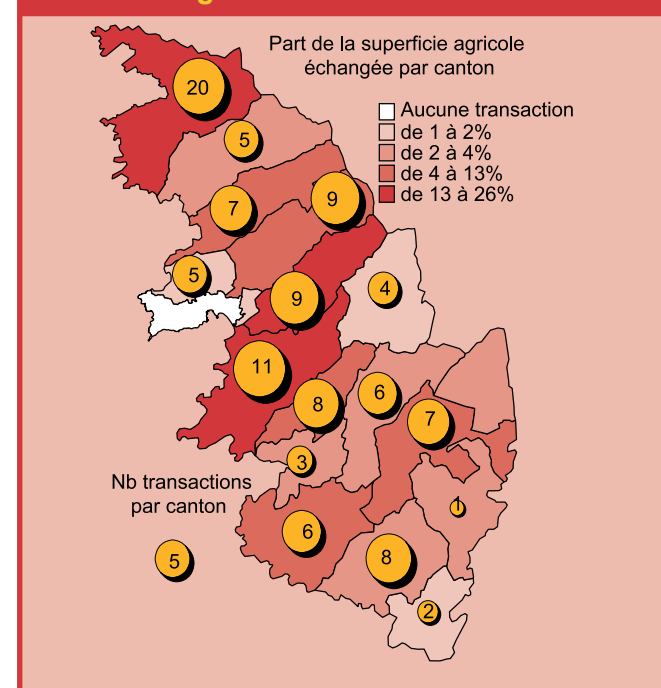 Part de la superficie agricole
échangée par canton
Aucune transaction
de 1 à 2%
de 2 à 4%
de 4 à 13%
de 13 à 26%
20
5
7
9
5
9
4
11
8
6
7
3
1
6
8
2
Nb transactions
par canton
5